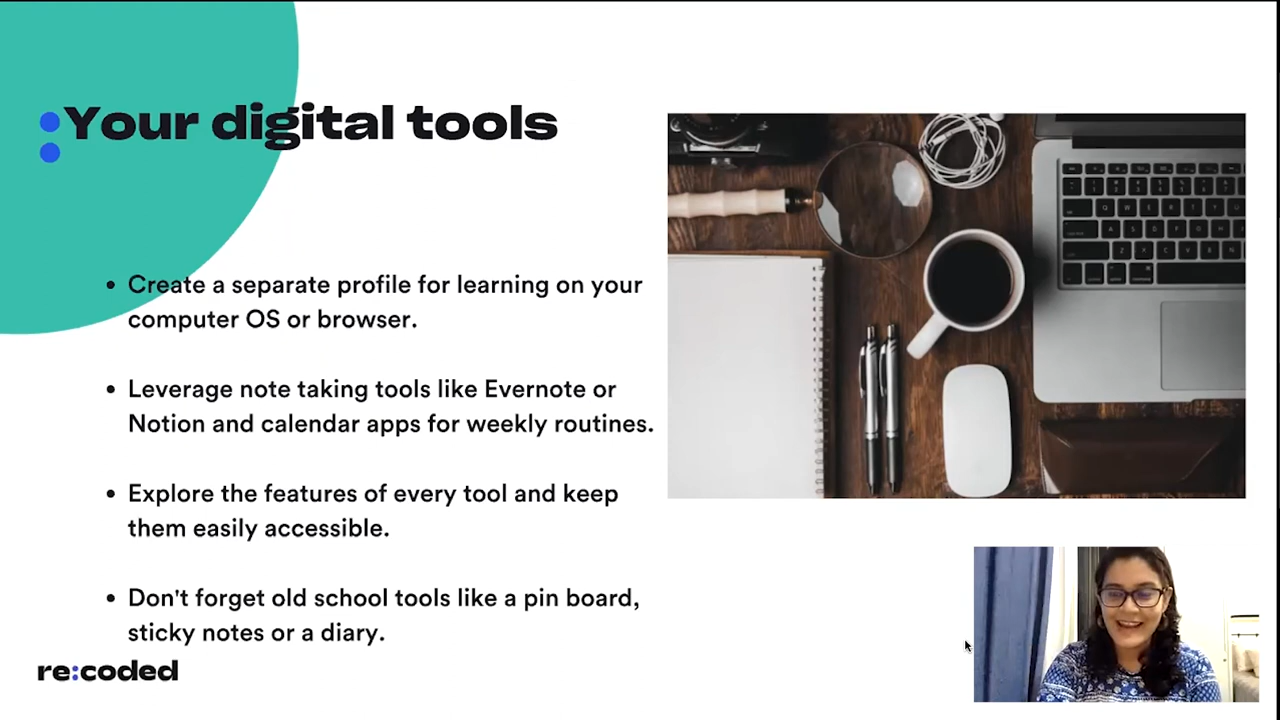 Your digital tools
• Create a separate profile for learning on your
computer OS or browser.
• Leverage note taking tools like Evernote or
Notion and calendar apps for weekly routines.
• Explore the features of every tool and keep
them easily accessible.
• Don't forget old school tools like a pin board,
sticky notes or a diary.
re:coded